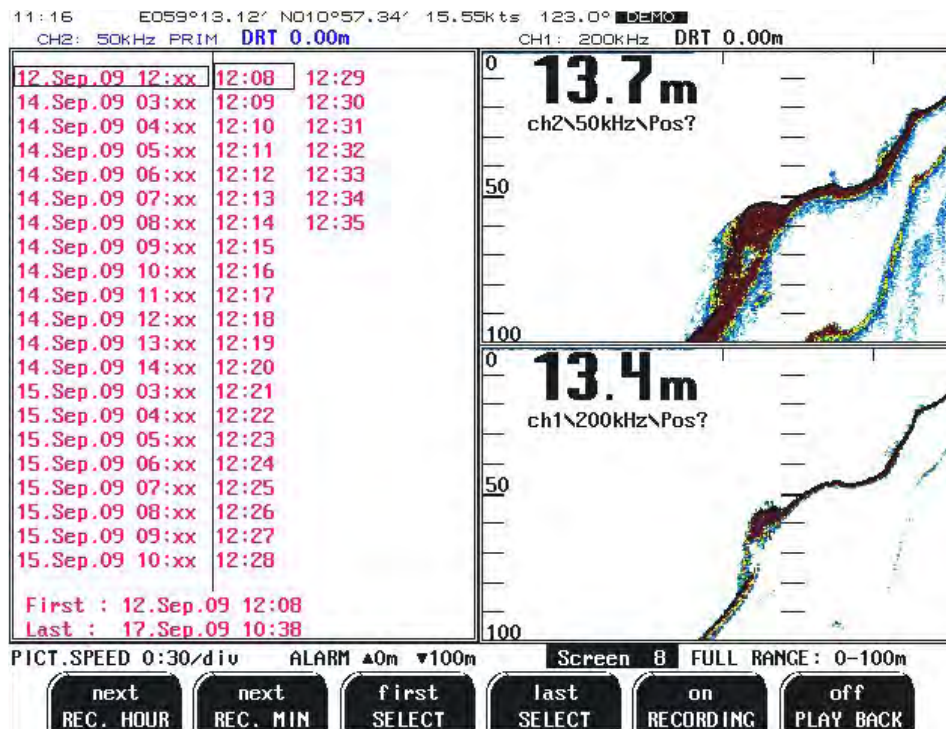 11:16 E059°13.12′ N010°57.34′ 15.55kts 123.0° DEMO
CH2: 50kHz PRIM DRT 0.00m CH1: 200kHz DRT 0.00m
12.Sep.09 12:xx 12:08 12:29
14.Sep.09 03:xx 12:09 12:30
14.Sep.09 04:xx 12:10 12:31
14.Sep.09 05:xx 12:11 12:32
14.Sep.09 06:xx 12:12 12:33
14.Sep.09 07:xx 12:13 12:34
14.Sep.09 08:xx 12:14 12:35
14.Sep.09 09:xx 12:15
14.Sep.09 10:xx 12:16
14.Sep.09 11:xx 12:17
14.Sep.09 12:xx 12:18
14.Sep.09 13:xx 12:19
14.Sep.09 14:xx 12:20
15.Sep.09 03:xx 12:21
15.Sep.09 04:xx 12:22
15.Sep.09 05:xx 12:23
15.Sep.09 06:xx 12:24
15.Sep.09 07:xx 12:25
15.Sep.09 08:xx 12:26
15.Sep.09 09:xx 12:27
15.Sep.09 10:xx 12:28
First : 12.Sep.09 12:08
Last : 17.Sep.09 10:38
0
13.7m
ch2\50kHz\Pos?
50
100
0
13.4m
ch1\200kHz\Pos?
50
100
PICT.SPEED 0:30/div ALARM ▲0m ▼100m Screen 8 FULL RANGE: 0-100m
next next first last on off
REC. HOUR REC. MIN SELECT SELECT RECORDING PLAY BACK